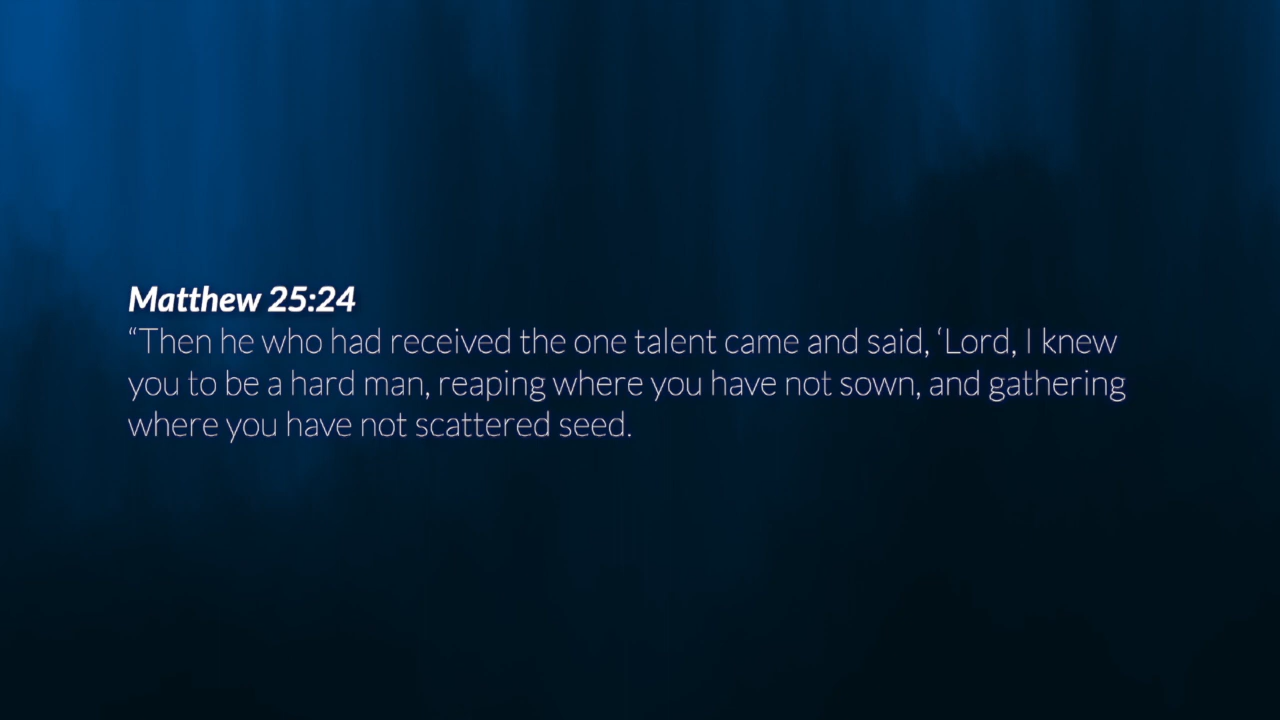 Matthew 25:24
“Then he who had received the one talent came and said, ‘Lord, I knew
you to be a hard man, reaping where you have not sown, and gathering
where you have not scattered seed.